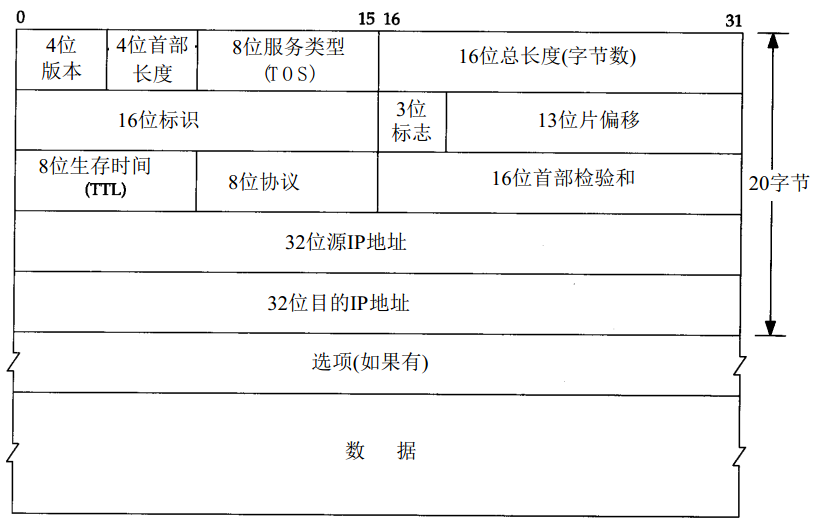 0 15 16 31
4位 4位首部 8位服务类型 16位总长度(字节数)
版本 长度 (TOS)
16位标识 3位 13位片偏移
标志
8位生存时间 8位协议 16位首部检验和
(TTL)
20字节
32位源IP地址
32位目的IP地址
选项(如果有)
数 据